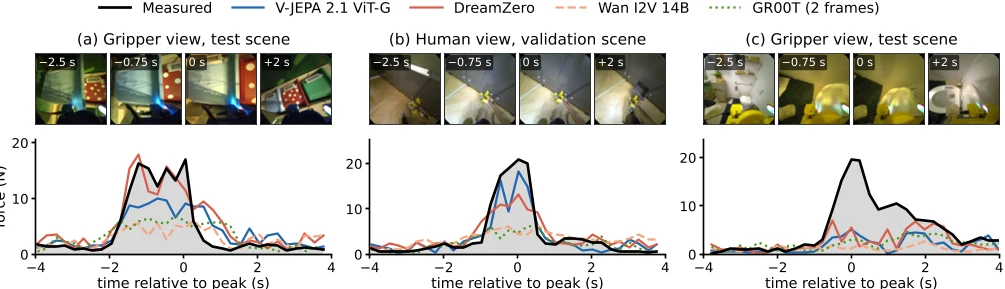 Measured V-JEPA 2.1 ViT-G DreamZero Wan I2V 14B GR00T (2 frames)
(a) Gripper view, test scene (b) Human view, validation scene (c) Gripper view, test scene
−2.5 s −0.75 s 0 s +2 s −2.5 s −0.75 s 0 s +2 s −2.5 s −0.75 s 0 s +2 s
force (N)
20
10
0
−4 −2 0 2 4
time relative to peak (s)
20
10
0
−4 −2 0 2 4
time relative to peak (s)
20
10
0
−4 −2 0 2 4
time relative to peak (s)